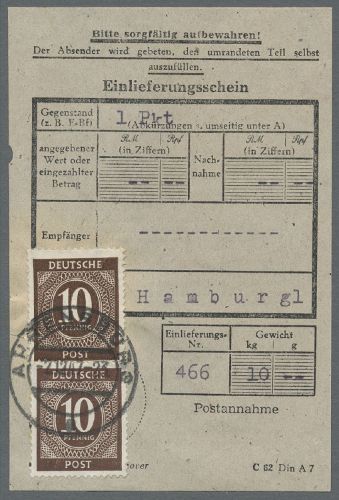 Bitte sorgfältig aufbewahren!
Der Absender wird gebeten, den umrandeten Teil selbst
auszufüllen.
Einlieferungsschein
Gegenstand
(z. B. E-Bf)
1 Pkt
(Abkürzungen s. umseitig unter A)
angegebener
Wert oder
eingezahlter
Betrag
RM Rpf
(in Ziffern)
-- --
Nach-
nahme
RM Rpf
(in Ziffern)
-- --
Empfänger
------------
Hamburg1
Einlieferungs-
Nr.
466
Gewicht
kg g
10 --
Postannahme
DEUTSCHE
10
PFENNIG
POST
DEUTSCHE
10
PFENNIG
POST
C 62 Din A 7